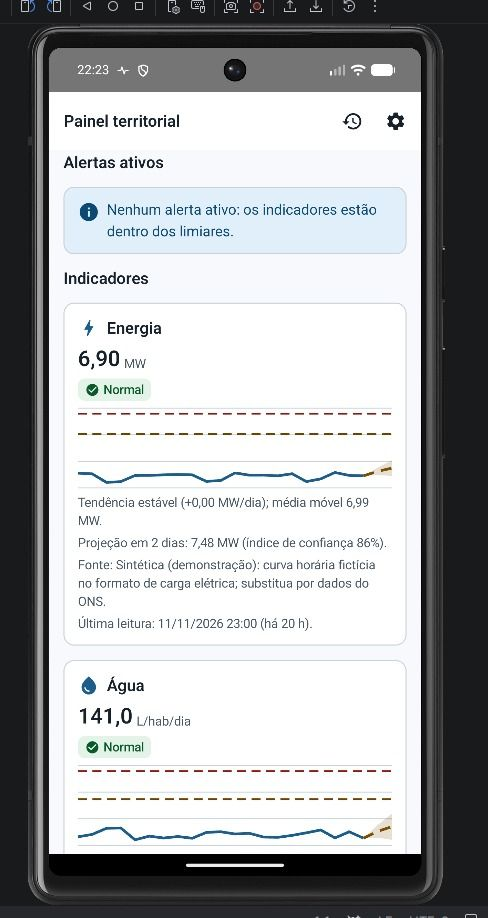 22:23
Painel territorial
Alertas ativos
Nenhum alerta ativo: os indicadores estão
dentro dos limiares.
Indicadores
Energia
6,90 MW
Normal
Tendência estável (+0,00 MW/dia); média móvel 6,99
MW.
Projeção em 2 dias: 7,48 MW (índice de confiança 86%).
Fonte: Sintética (demonstração): curva horária fictícia
no formato de carga elétrica; substitua por dados do
ONS.
Última leitura: 11/11/2026 23:00 (há 20 h).
Água
141,0 L/hab/dia
Normal